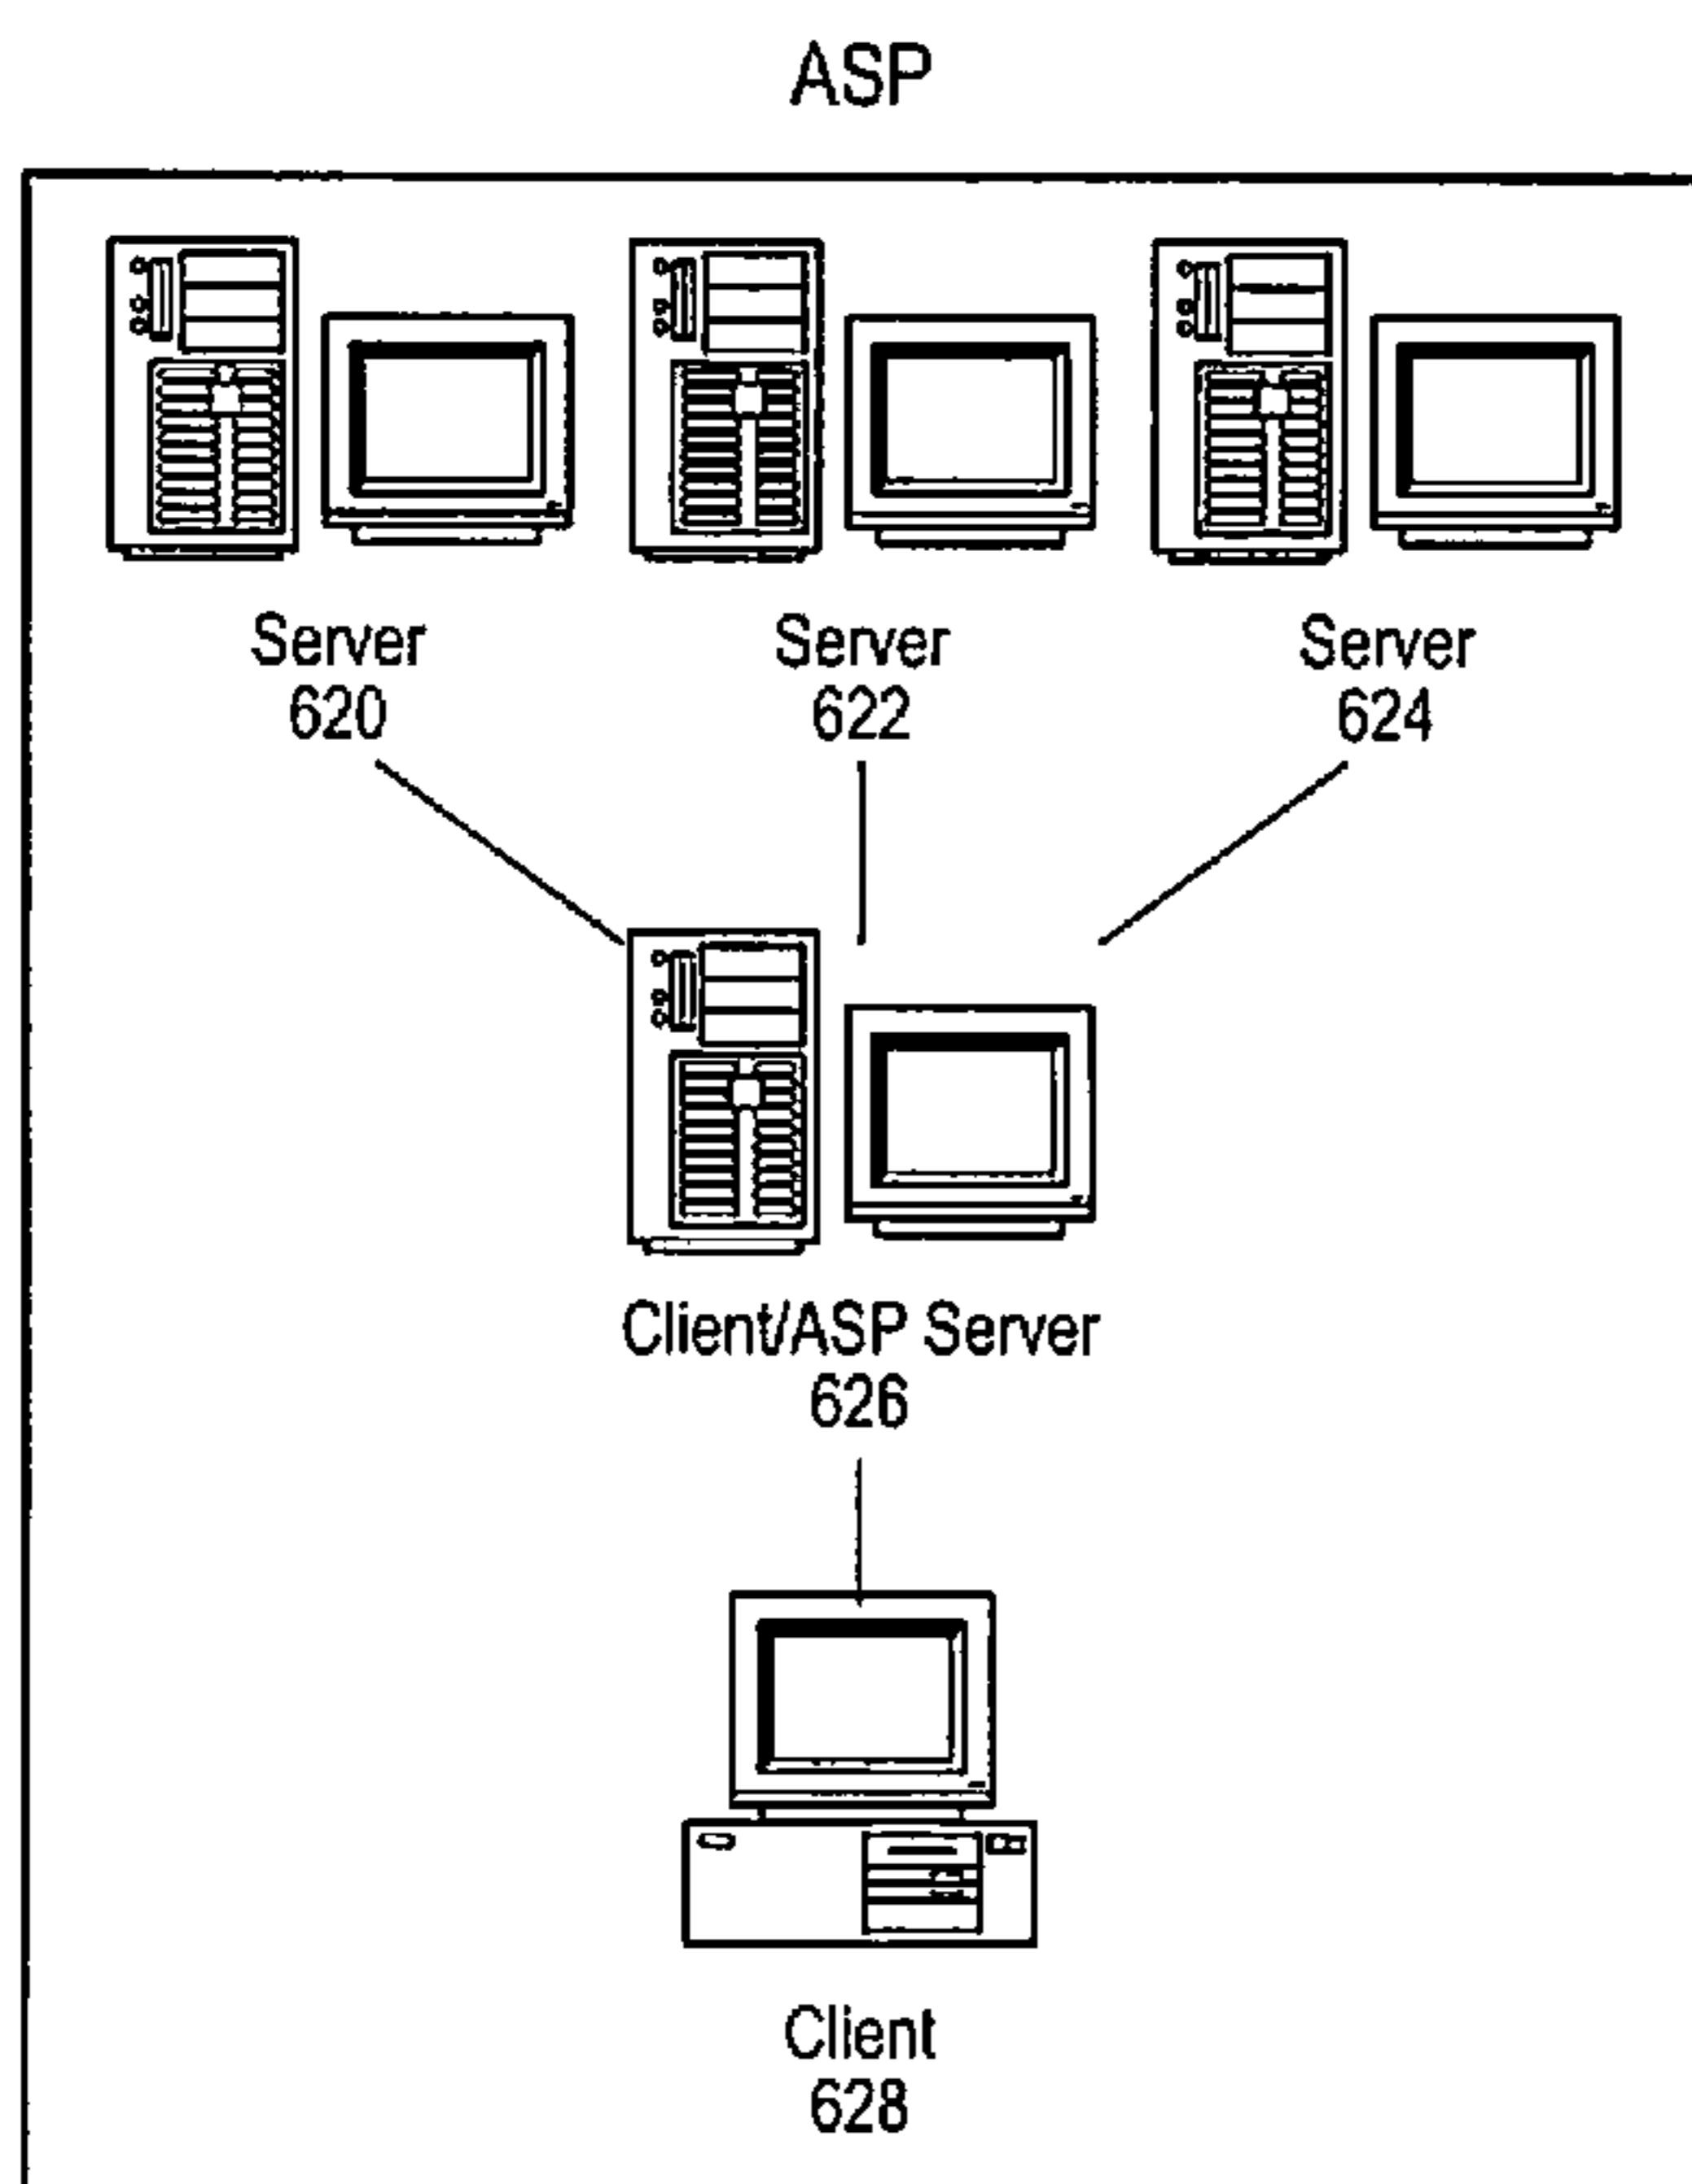 ASP
Server
620
Server
622
Server
624
Client/ASP Server
626
Client
628